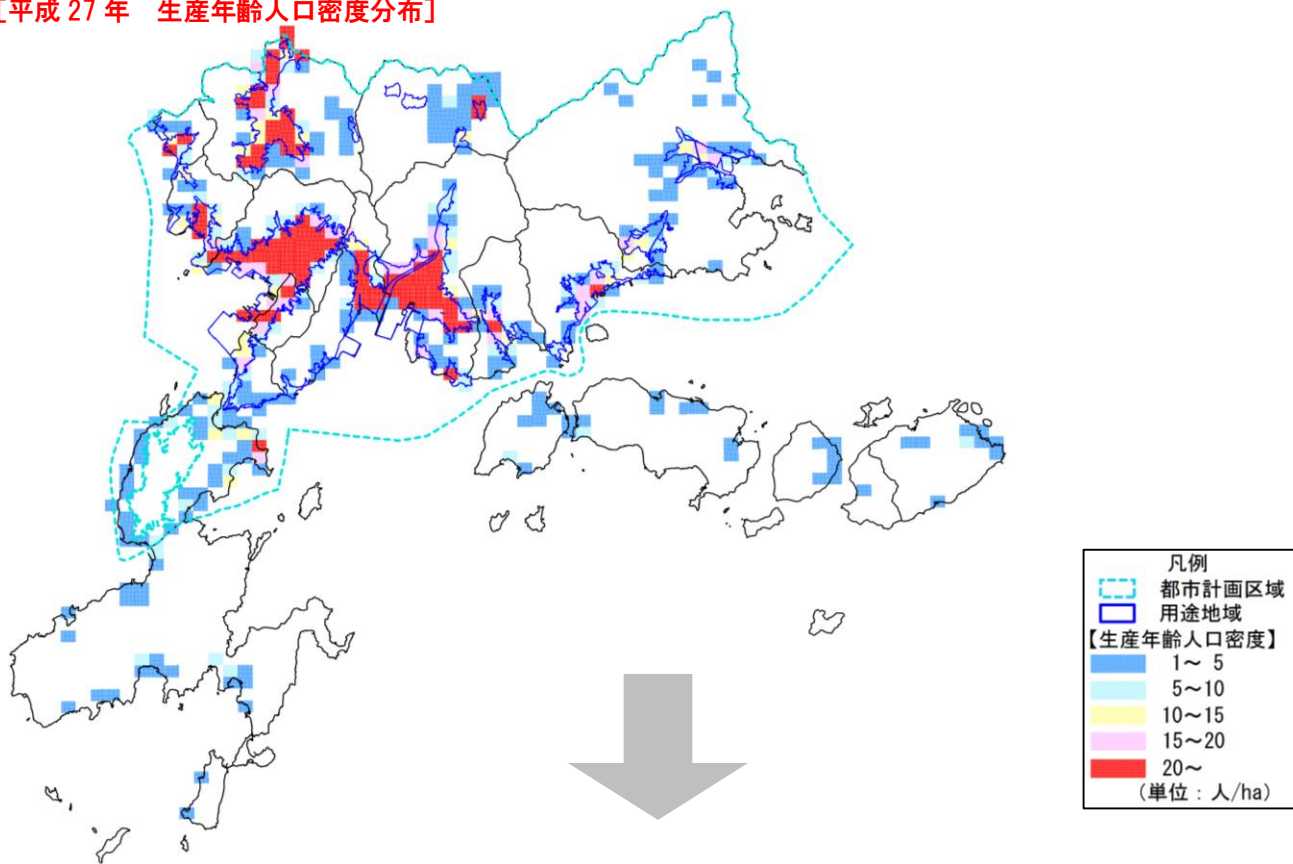 [平成 27 年　生産年齢人口密度分布]
凡例
都市計画区域
用途地域
【生産年齢人口密度】
1～ 5
5～10
10～15
15～20
20～
(単位：人/ha)